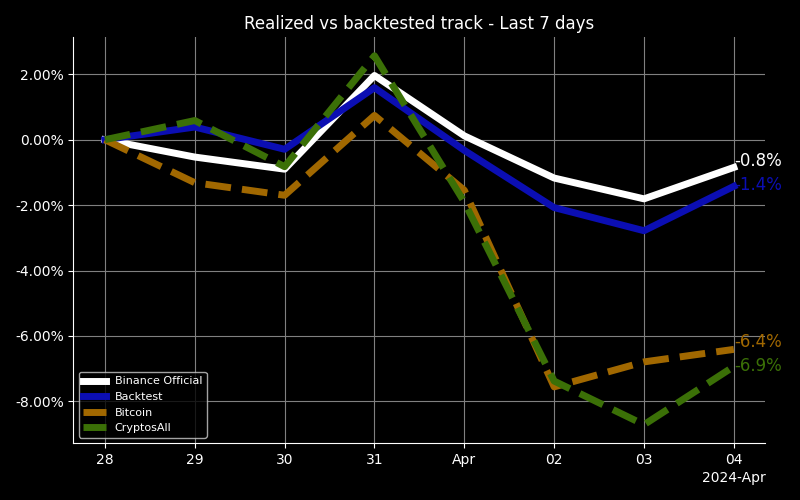 Realized vs backtested track - Last 7 days
2.00%
0.00%
-2.00%
-4.00%
-6.00%
-8.00%
-0.8%
-1.4%
-6.4%
-6.9%
Binance Official
Backtest
Bitcoin
CryptosAll
28 29 30 31 Apr 02 03 04
2024-Apr